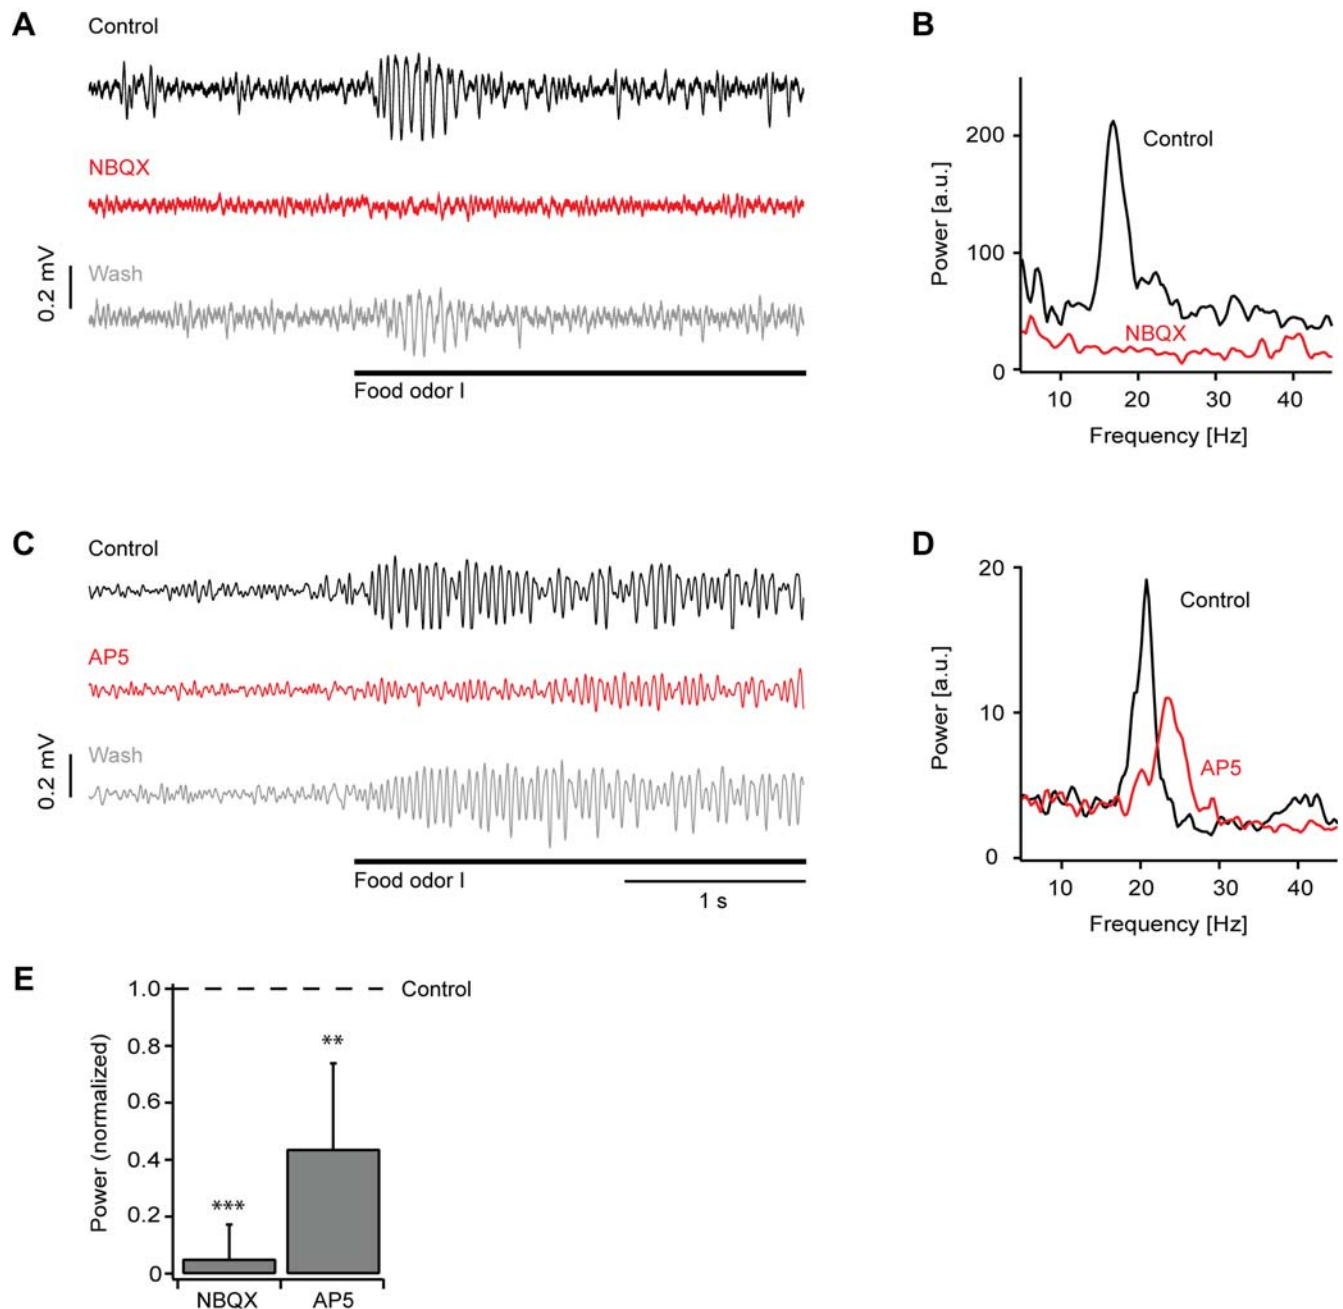 A
Control
NBQX
Wash
0.2 mV
Food odor I
B
Power [a.u.]
200
100
0
Control
NBQX
10 20 30 40
Frequency [Hz]
C
Control
AP5
Wash
0.2 mV
Food odor I
1 s
D
Power [a.u.]
20
10
0
Control
AP5
10 20 30 40
Frequency [Hz]
E
Power (normalized)
1.0
0.8
0.6
0.4
0.2
0
Control
***
**
NBQX AP5